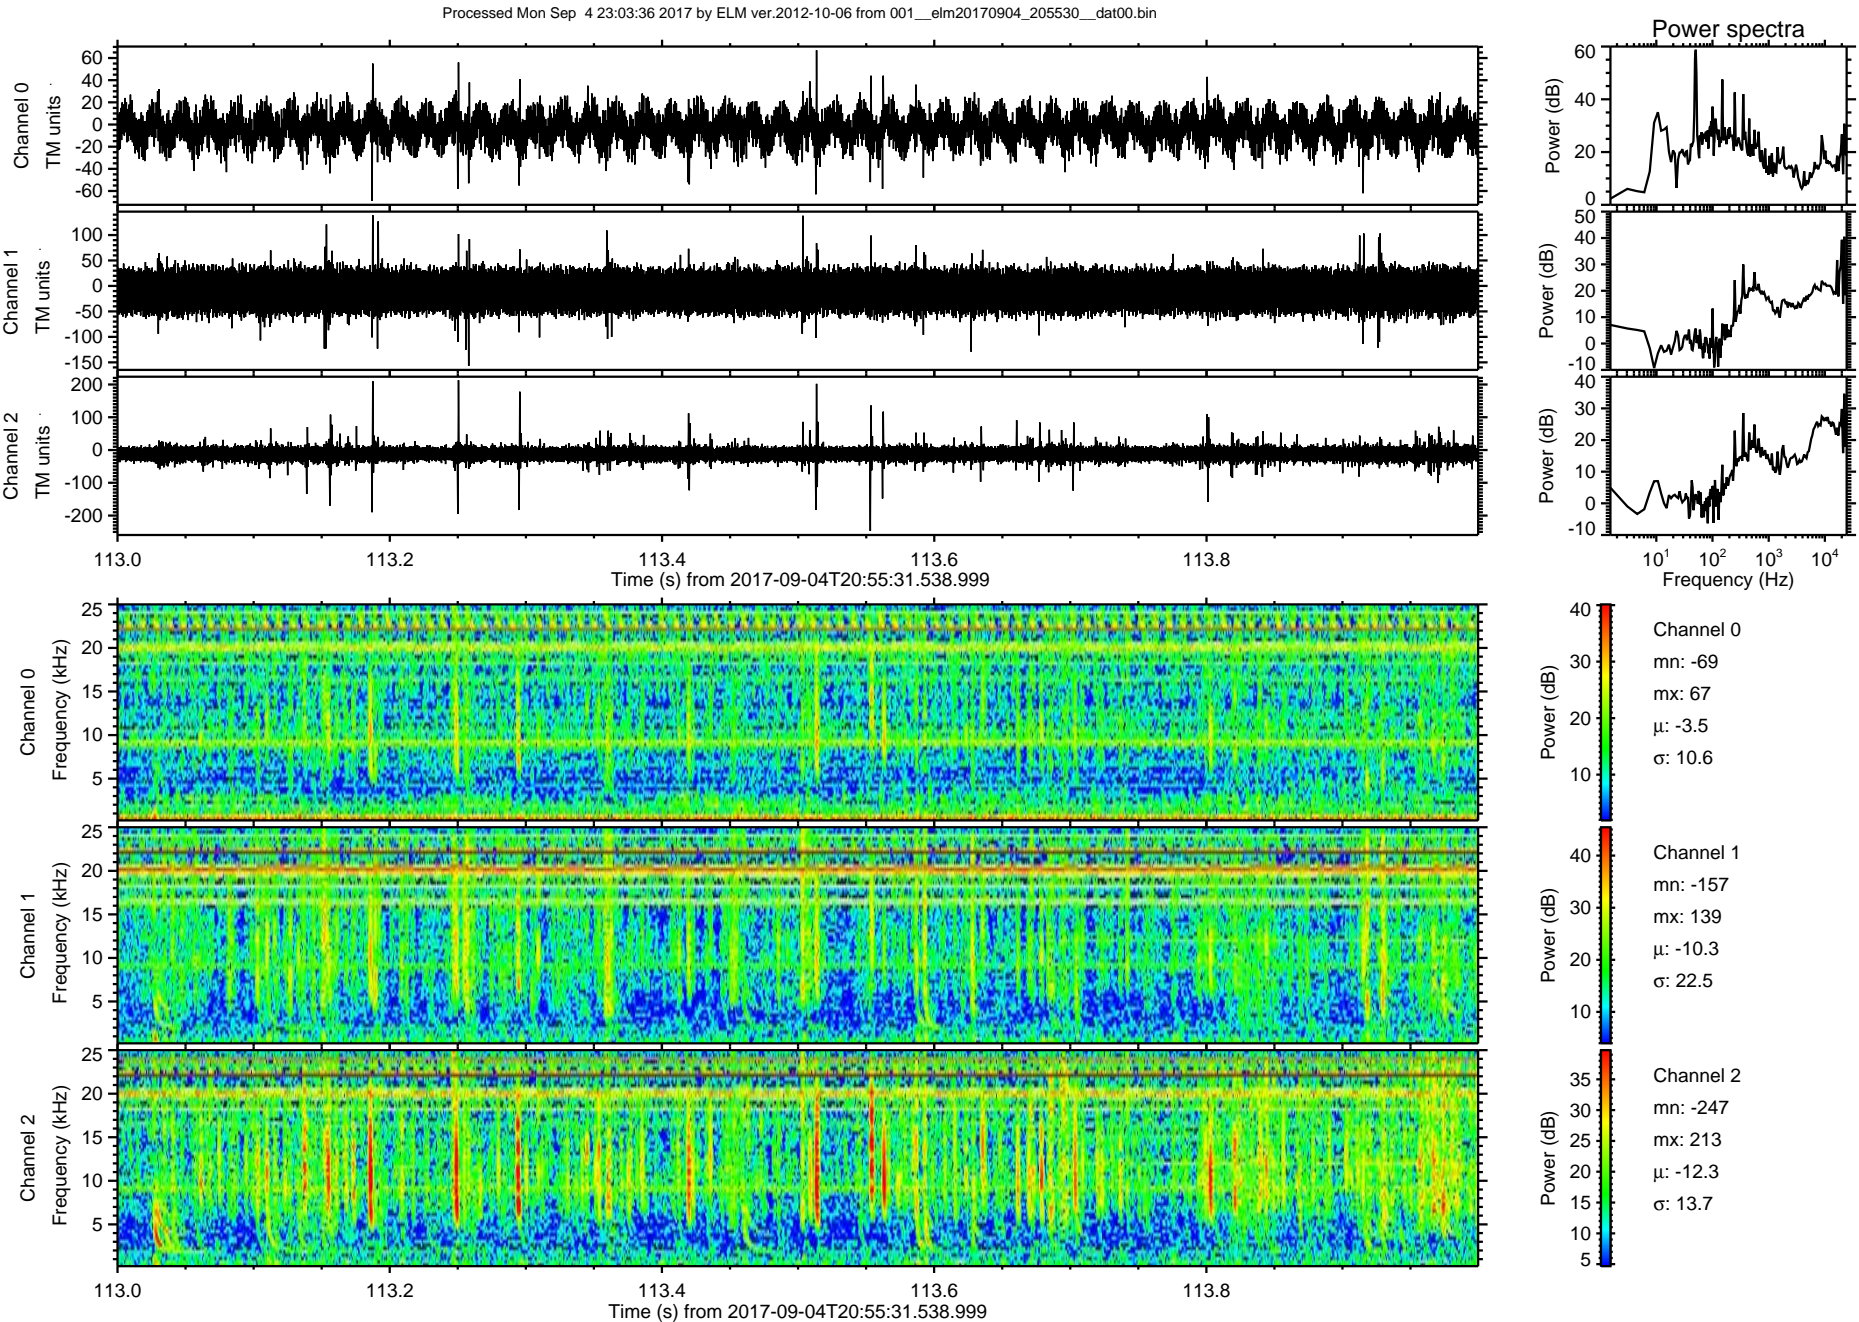 Processed Mon Sep  4 23:03:36 2017 by ELM ver.2012-10-06 from 001__elm20170904_205530__dat00.bin
Power spectra
Channel 0
TM units
60
40
20
0
-20
-40
-60
Power (dB)
60
40
20
0
Channel 1
TM units
100
50
0
-50
-100
-150
Power (dB)
50
40
30
20
10
0
-10
Channel 2
TM units
200
100
0
-100
-200
Power (dB)
40
30
20
10
0
-10
113.0 113.2 113.4 113.6 113.8
Time (s) from 2017-09-04T20:55:31.538.999
10^1 10^2 10^3 10^4
Frequency (Hz)
Channel 0
Frequency (kHz)
25
20
15
10
5
Power (dB)
40
30
20
10
Channel 0
mn: -69
mx: 67
μ: -3.5
σ: 10.6
Channel 1
Frequency (kHz)
25
20
15
10
5
Power (dB)
40
30
20
10
Channel 1
mn: -157
mx: 139
μ: -10.3
σ: 22.5
Channel 2
Frequency (kHz)
25
20
15
10
5
Power (dB)
35
30
25
20
15
10
5
Channel 2
mn: -247
mx: 213
μ: -12.3
σ: 13.7
113.0 113.2 113.4 113.6 113.8
Time (s) from 2017-09-04T20:55:31.538.999